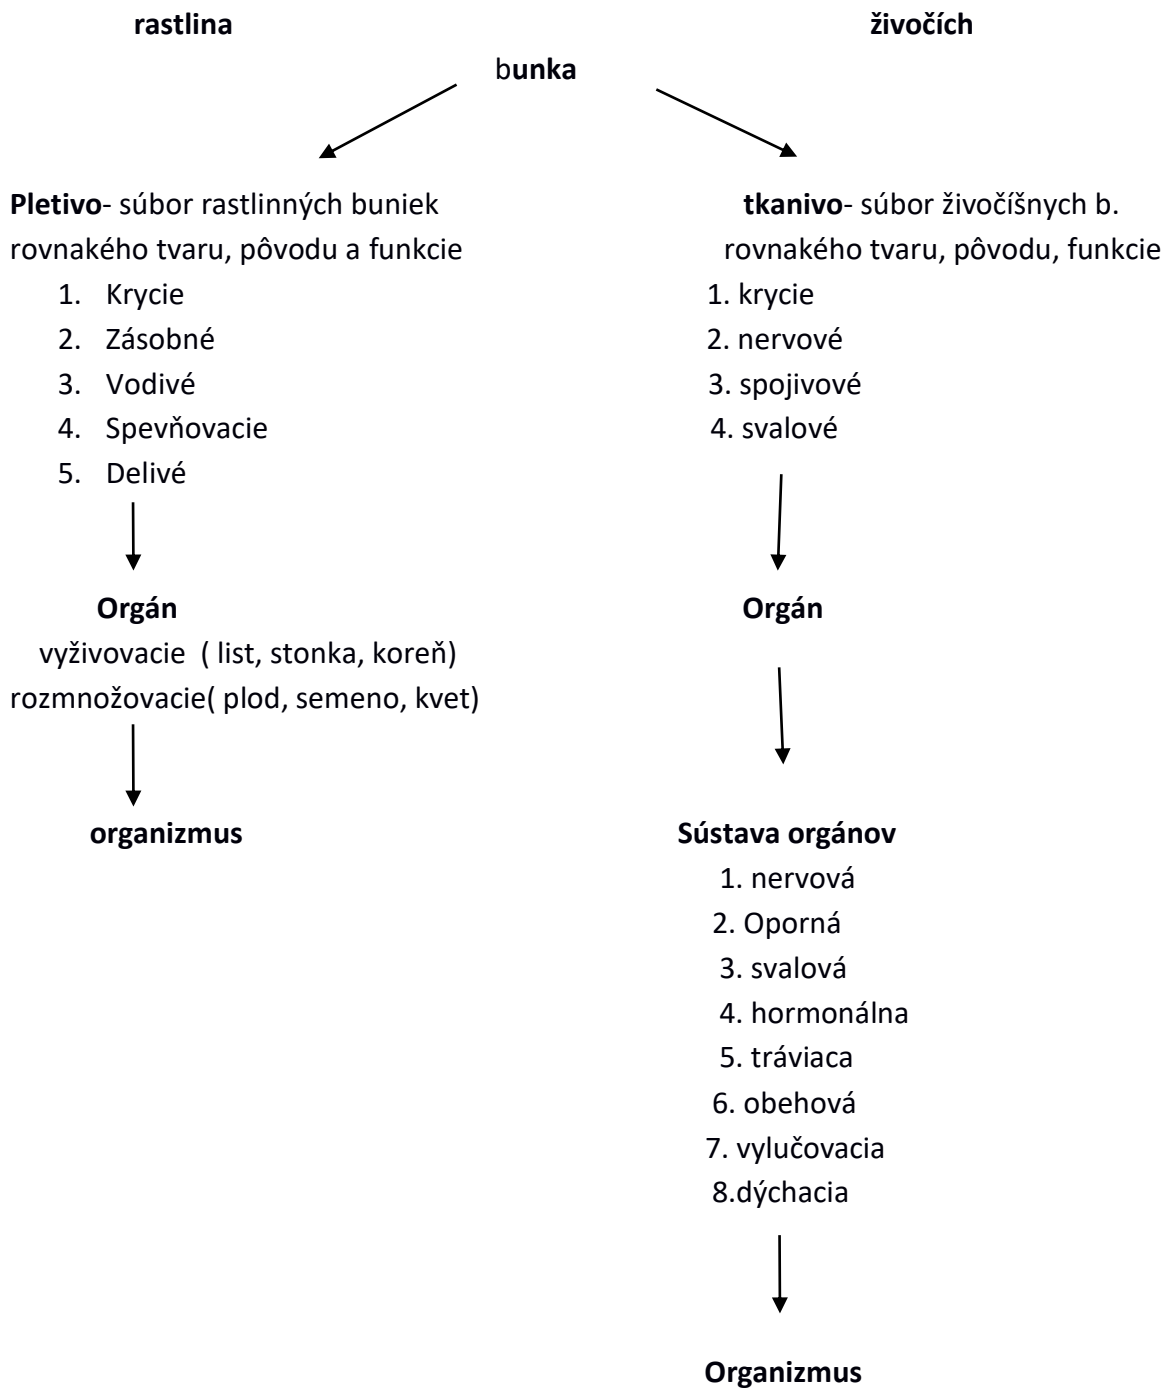 rastlina živočích
bunka
Pletivo- súbor rastlinných buniek
rovnakého tvaru, pôvodu a funkcie
1. Krycie
2. Zásobné
3. Vodivé
4. Spevňovacie
5. Delivé
Orgán
vyživovacie ( list, stonka, koreň)
rozmnožovacie( plod, semeno, kvet)
organizmus
tkanivo- súbor živočíšnych b.
rovnakého tvaru, pôvodu, funkcie
1. krycie
2. nervové
3. spojivové
4. svalové
Orgán
Sústava orgánov
1. nervová
2. Oporná
3. svalová
4. hormonálna
5. tráviaca
6. obehová
7. vylučovacia
8.dýchacia
Organizmus